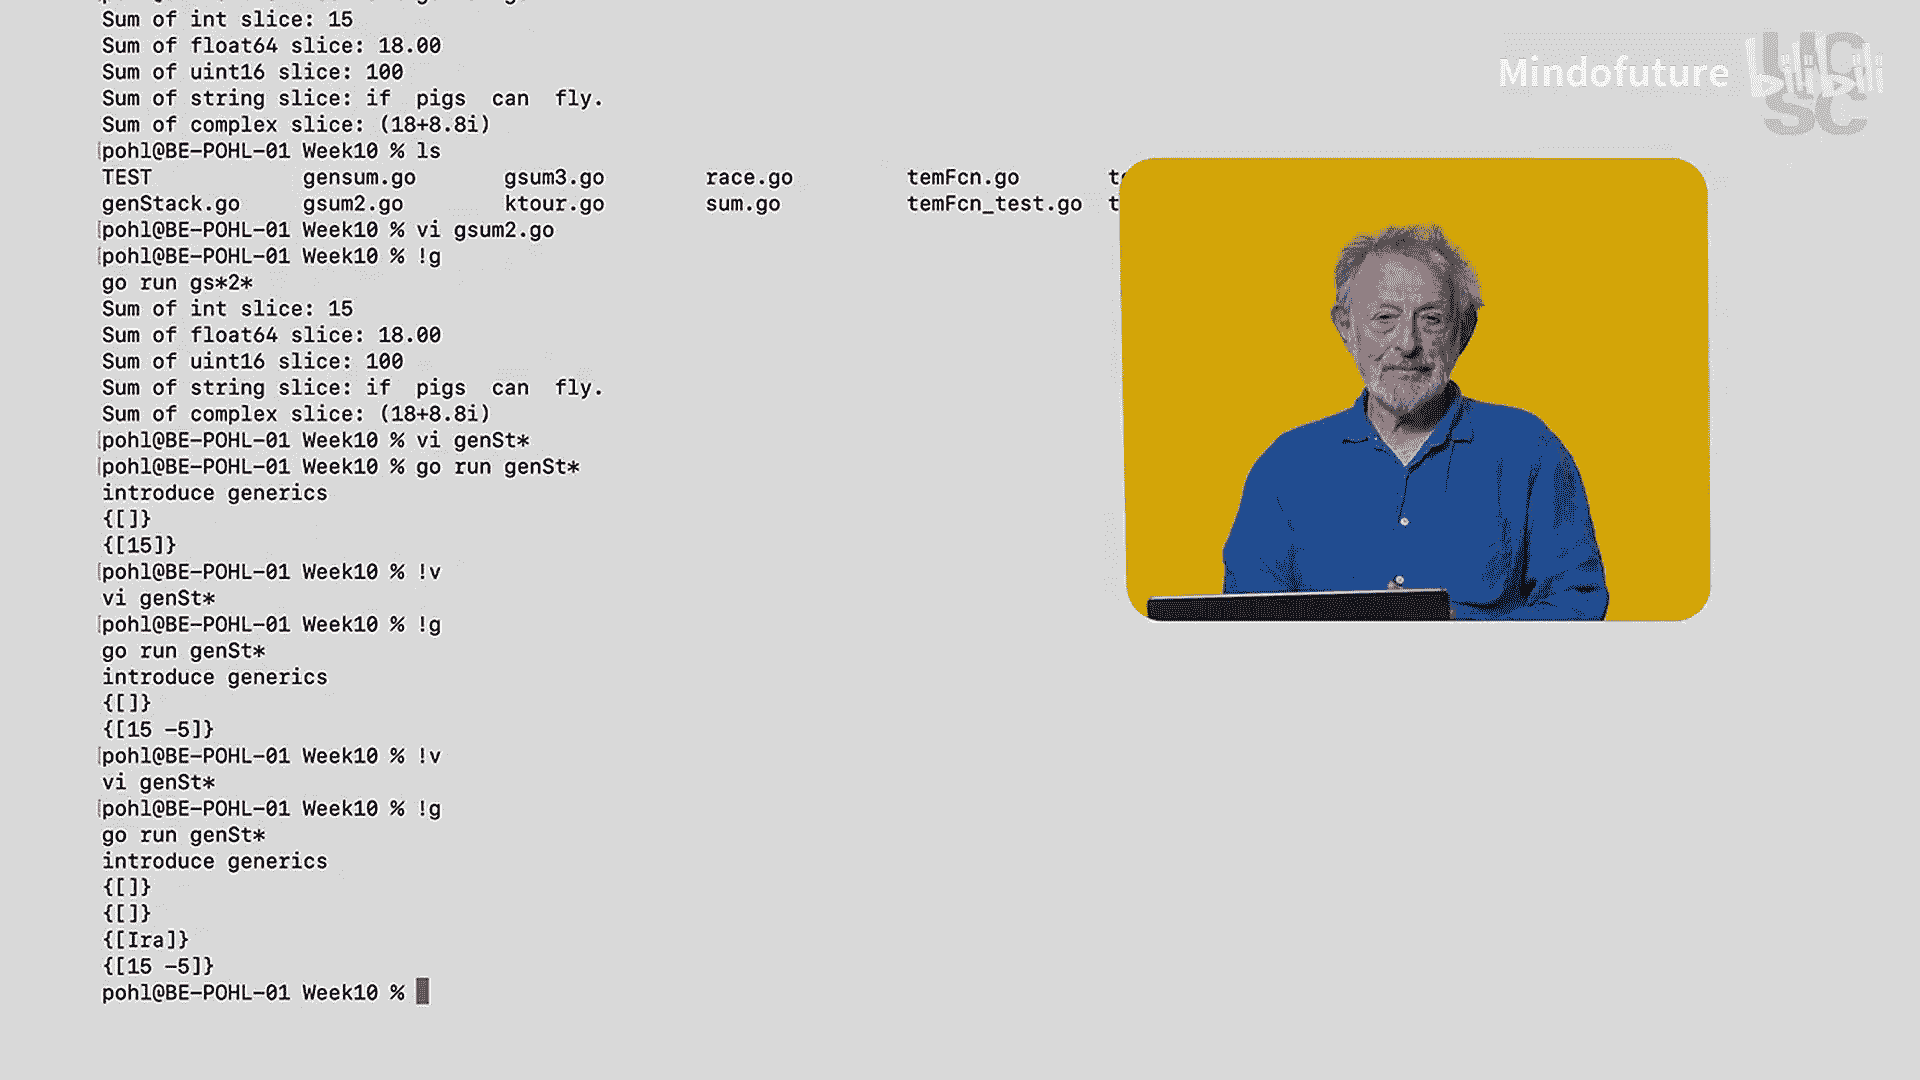 Sum of int slice: 15
Sum of float64 slice: 18.00
Sum of uint16 slice: 100
Sum of string slice: if  pigs  can  fly.
Sum of complex slice: (18+8.8i)
pohl@BE-POHL-01 Week10 % ls
TEST gensum.go gsum3.go race.go temFcn.go
genStack.go gsum2.go ktour.go sum.go temFcn_test.go
pohl@BE-POHL-01 Week10 % vi gsum2.go
pohl@BE-POHL-01 Week10 % !g
go run gs*2*
Sum of int slice: 15
Sum of float64 slice: 18.00
Sum of uint16 slice: 100
Sum of string slice: if  pigs  can  fly.
Sum of complex slice: (18+8.8i)
pohl@BE-POHL-01 Week10 % vi genSt*
pohl@BE-POHL-01 Week10 % go run genSt*
introduce generics
{[]}
{[15]}
pohl@BE-POHL-01 Week10 % !v
vi genSt*
pohl@BE-POHL-01 Week10 % !g
go run genSt*
introduce generics
{[]}
{[15 -5]}
pohl@BE-POHL-01 Week10 % !v
vi genSt*
pohl@BE-POHL-01 Week10 % !g
go run genSt*
introduce generics
{[]}
{[]}
{[Ira]}
{[15 -5]}
pohl@BE-POHL-01 Week10 %
Mindofuture bilibili
UC
SC